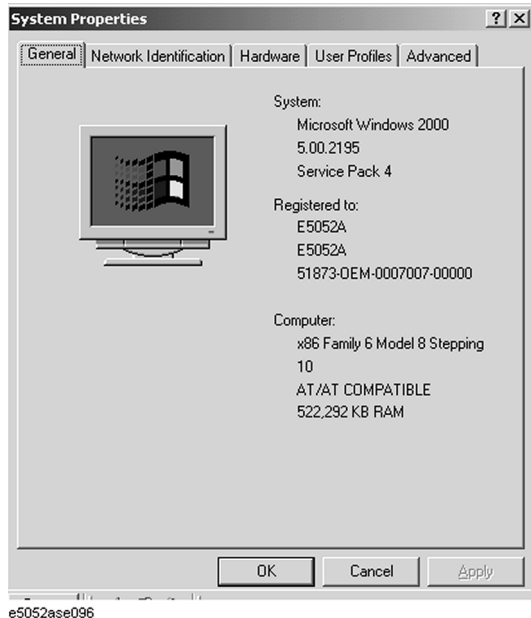 System Properties
General Network Identification Hardware User Profiles Advanced
System:
Microsoft Windows 2000
5.00.2195
Service Pack 4
Registered to:
E5052A
E5052A
51873-OEM-0007007-00000
Computer:
x86 Family 6 Model 8 Stepping
10
AT/AT COMPATIBLE
522,292 KB RAM
OK Cancel Apply
e5052ase096